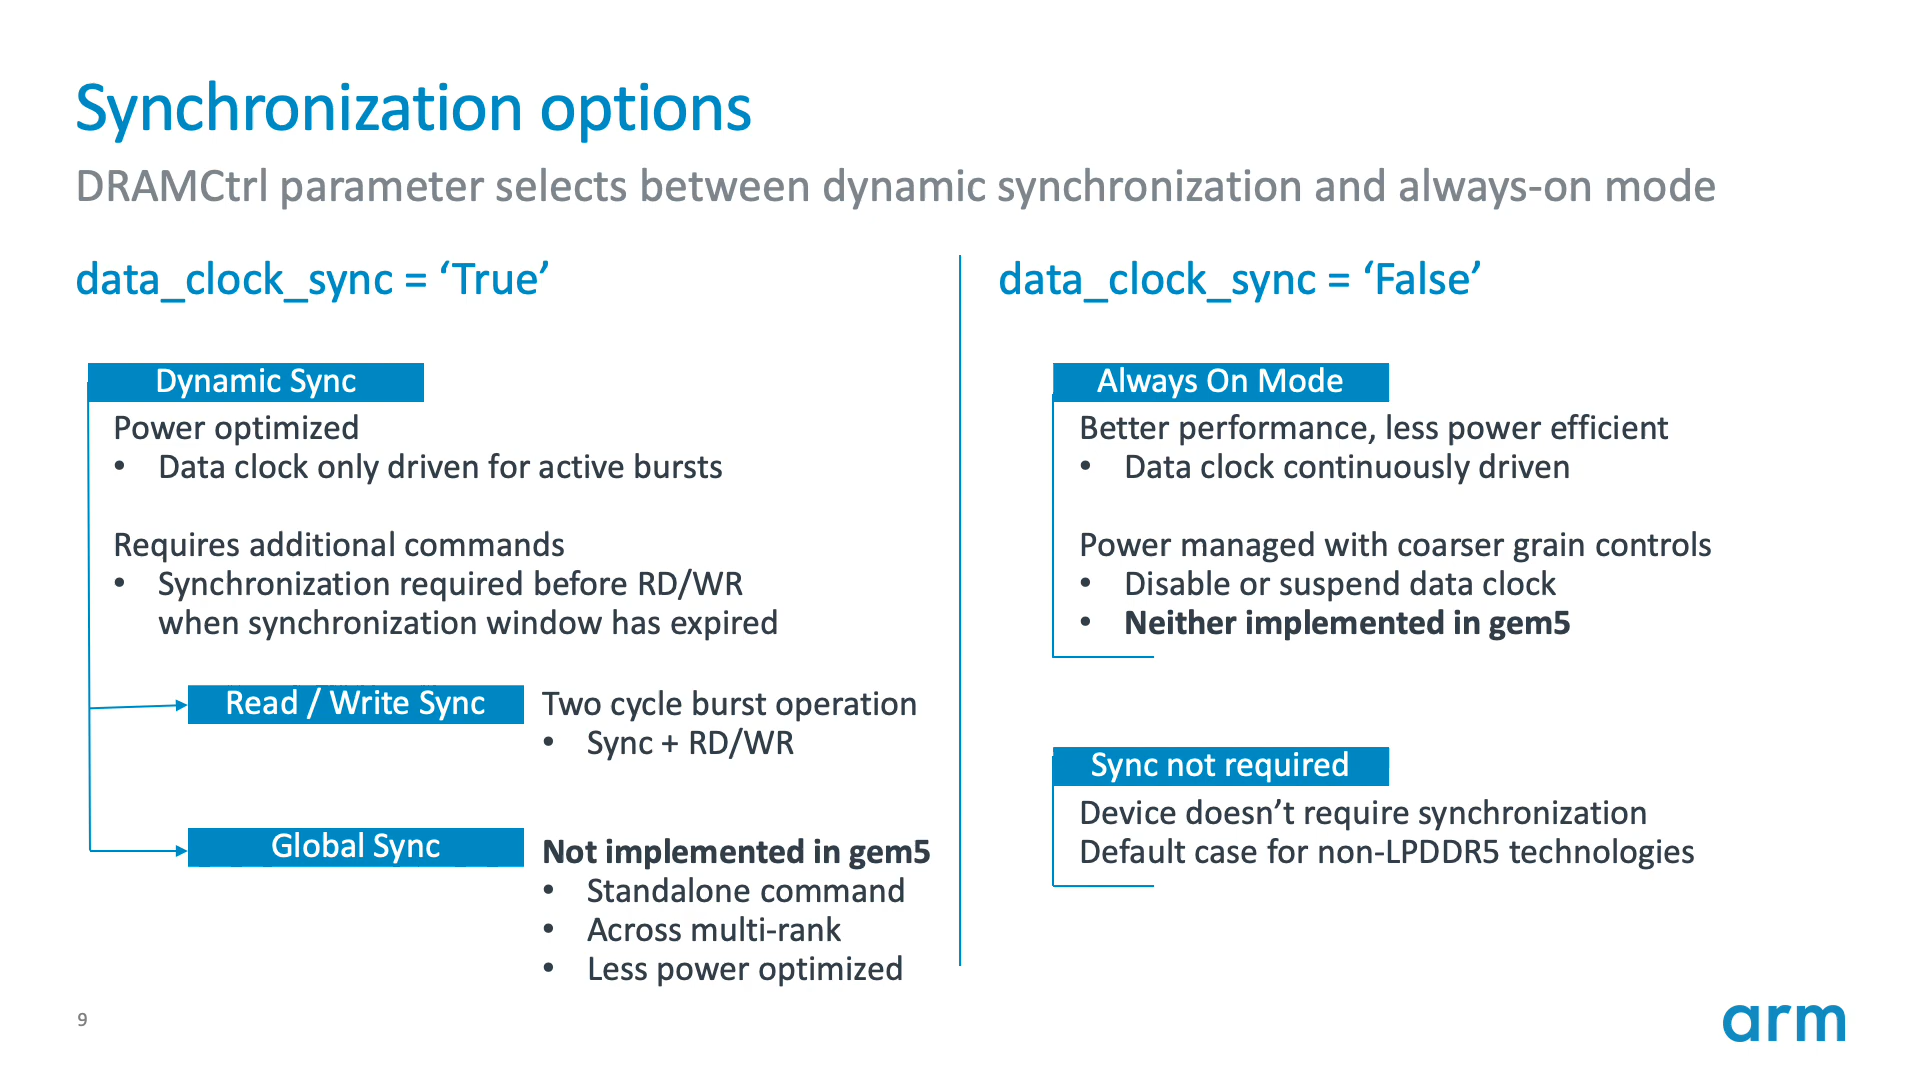 Synchronization options
DRAMCtrl parameter selects between dynamic synchronization and always-on mode
data_clock_sync = ‘True’
Dynamic Sync
Power optimized
• Data clock only driven for active bursts
Requires additional commands
• Synchronization required before RD/WR
when synchronization window has expired
Read / Write Sync
Two cycle burst operation
• Sync + RD/WR
Global Sync
Not implemented in gem5
• Standalone command
• Across multi-rank
• Less power optimized
data_clock_sync = ‘False’
Always On Mode
Better performance, less power efficient
• Data clock continuously driven
Power managed with coarser grain controls
• Disable or suspend data clock
• Neither implemented in gem5
Sync not required
Device doesn’t require synchronization
Default case for non-LPDDR5 technologies
9
arm